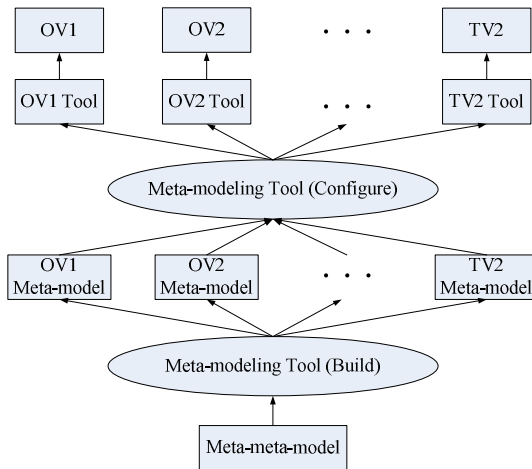 OV1 OV2 . . . TV2
OV1 Tool OV2 Tool . . . TV2 Tool
Meta-modeling Tool (Configure)
OV1 OV2 . . . TV2
Meta-model Meta-model Meta-model
Meta-modeling Tool (Build)
Meta-meta-model